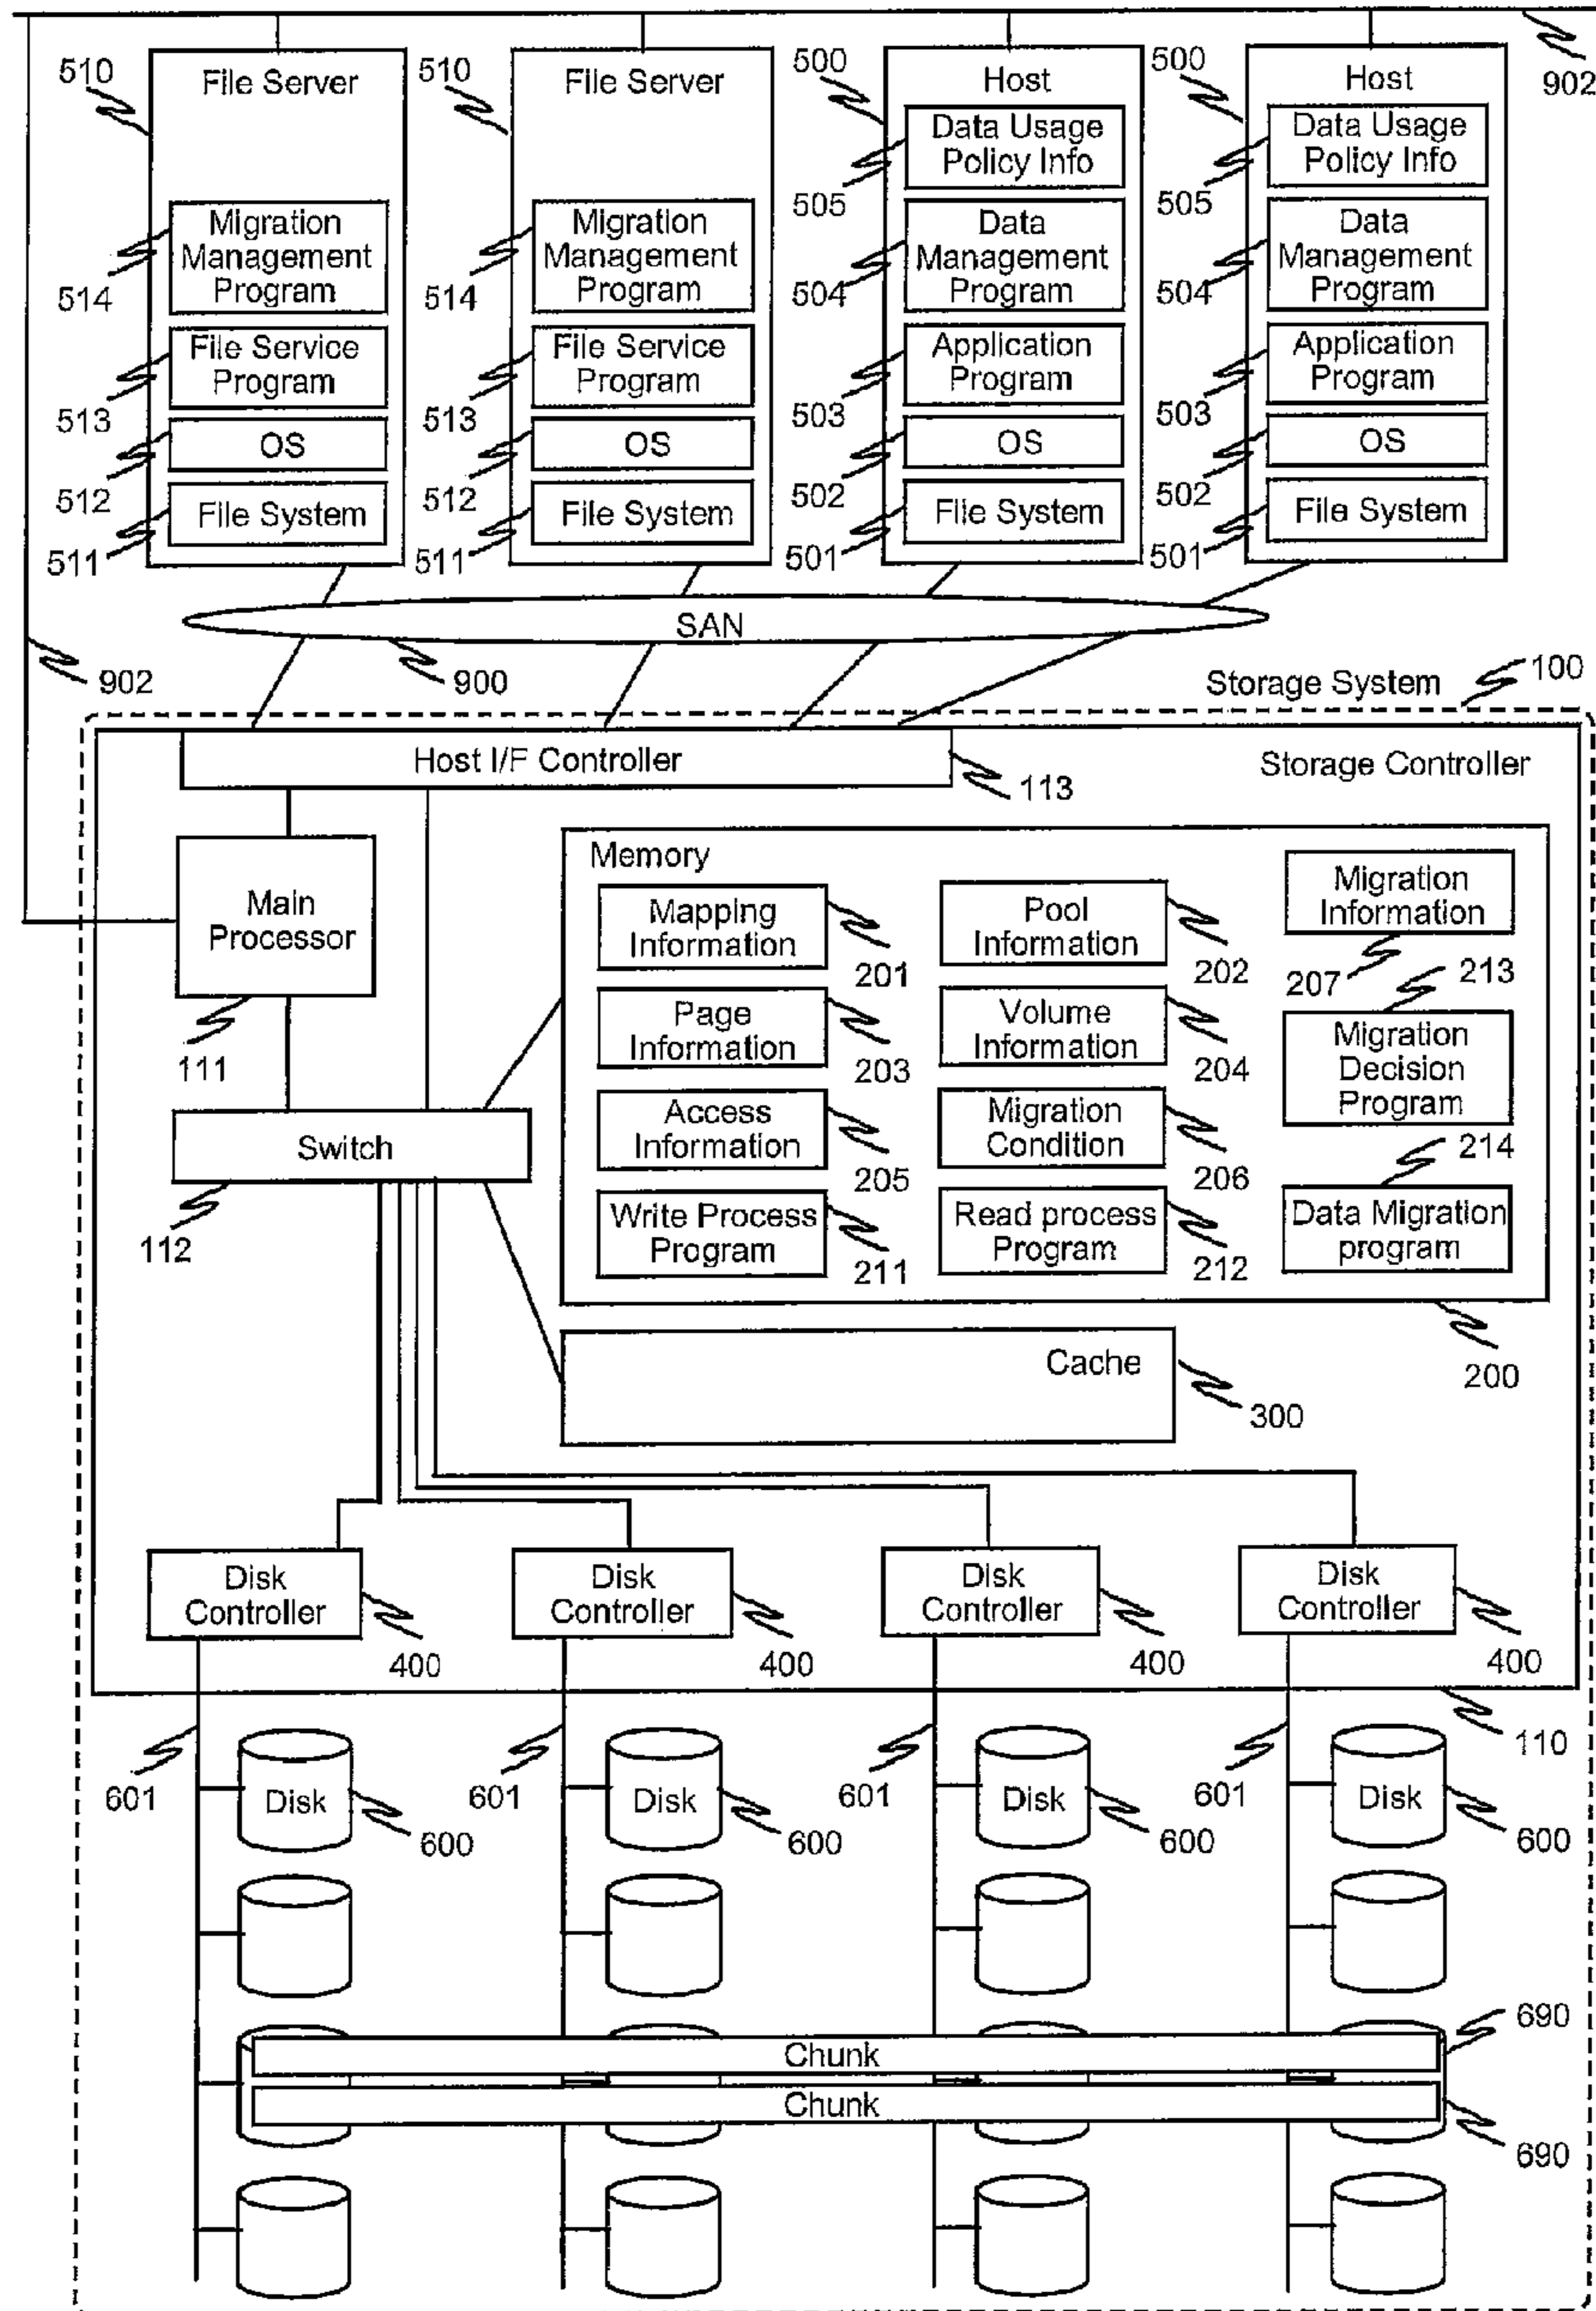 902
File Server
510
Migration
Management
Program
514
File Service
Program
513
OS
512
File System
511
File Server
510
Migration
Management
Program
514
File Service
Program
513
OS
512
File System
511
Host
500
Data Usage
Policy Info
505
Data
Management
Program
504
Application
Program
503
OS
502
File System
501
Host
500
Data Usage
Policy Info
505
Data
Management
Program
504
Application
Program
503
OS
502
File System
501
SAN
902
900
Storage System
100
Host I/F Controller
113
Storage Controller
Main
Processor
111
Switch
112
Memory
Mapping
Information
201
Pool
Information
202
Migration
Information
207
213
Page
Information
203
Volume
Information
204
Migration
Decision
Program
Access
Information
205
Migration
Condition
206
214
Write Process
Program
211
Read process
Program
212
Data Migration
program
200
Cache
300
Disk
Controller
400
Disk
Controller
400
Disk
Controller
400
Disk
Controller
400
110
601
Disk
600
601
Disk
600
601
Disk
600
601
Disk
600
690
Chunk
Chunk
690